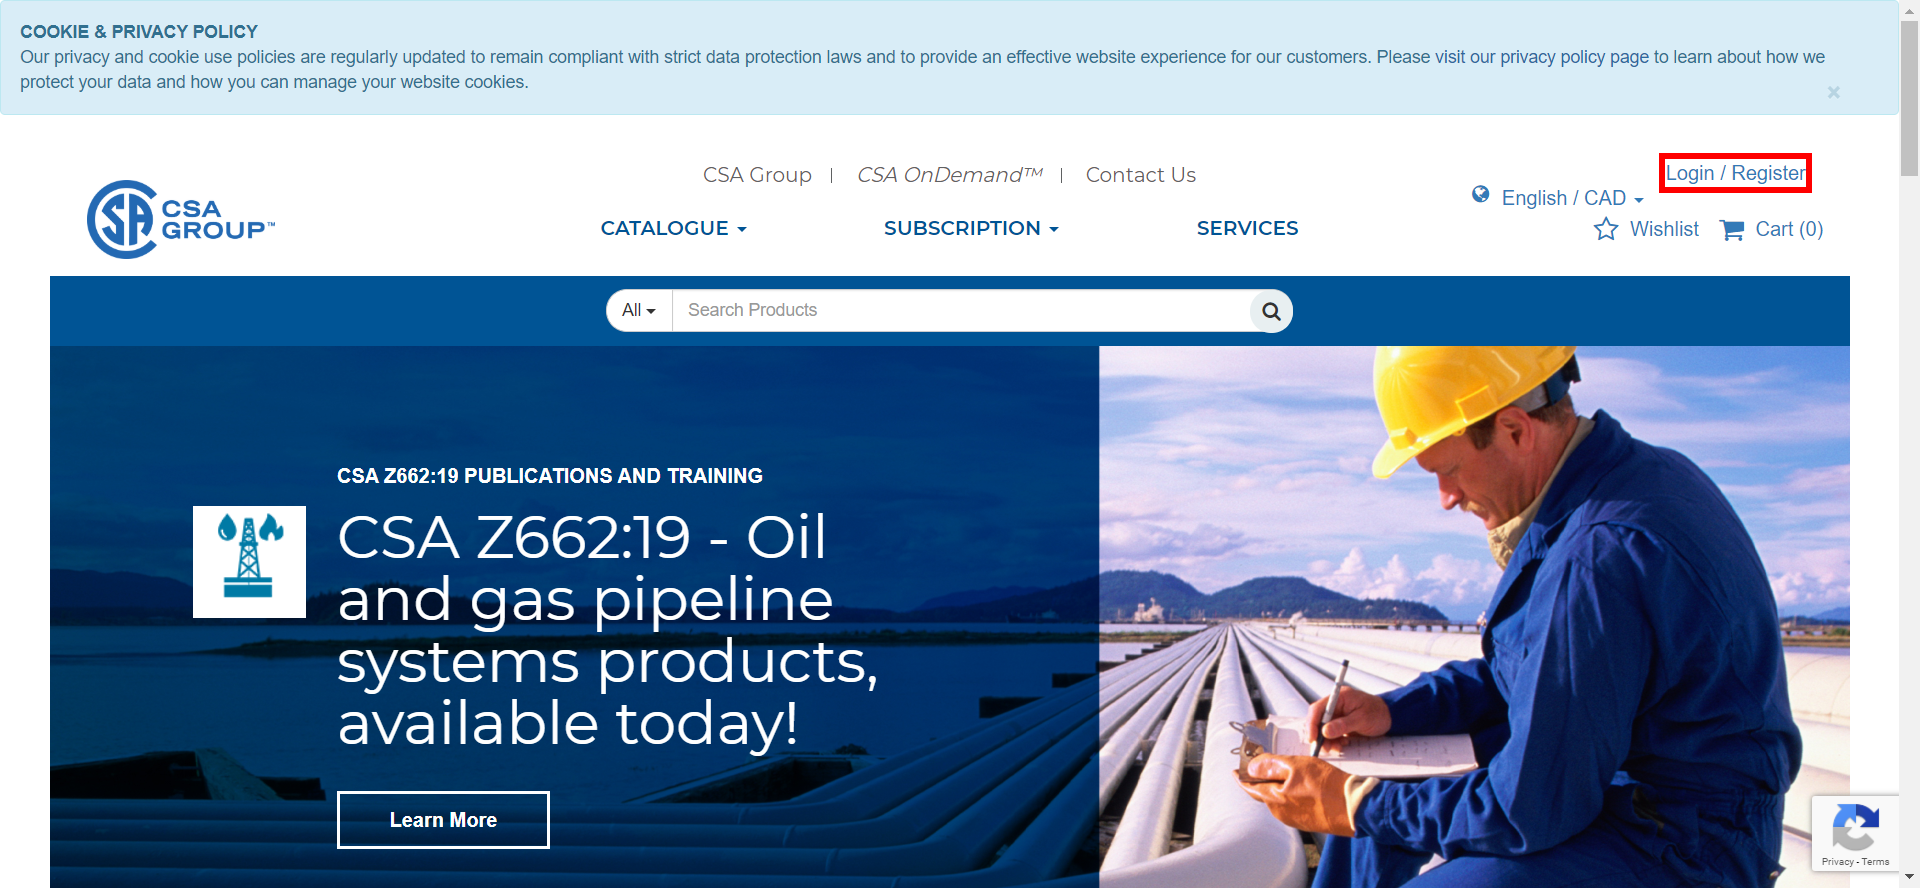 COOKIE & PRIVACY POLICY
Our privacy and cookie use policies are regularly updated to remain compliant with strict data protection laws and to provide an effective website experience for our customers. Please visit our privacy policy page to learn about how we
protect your data and how you can manage your website cookies.
×
CSA Group | CSA OnDemand™ | Contact Us
Login / Register
English / CAD
CSA
GROUP™
CATALOGUE
SUBSCRIPTION
SERVICES
Wishlist
Cart (0)
All
Search Products
CSA Z662:19 PUBLICATIONS AND TRAINING
CSA Z662:19 - Oil
and gas pipeline
systems products,
available today!
Learn More
Privacy - Terms